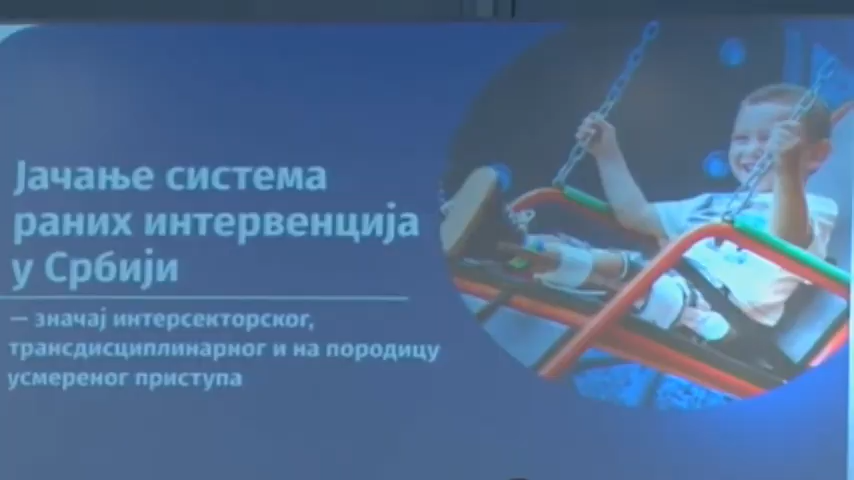 Јачање система
раних интервенција
у Србији
— значај интерсекторског,
трансдисциплинарног и на породицу
усмереног приступа